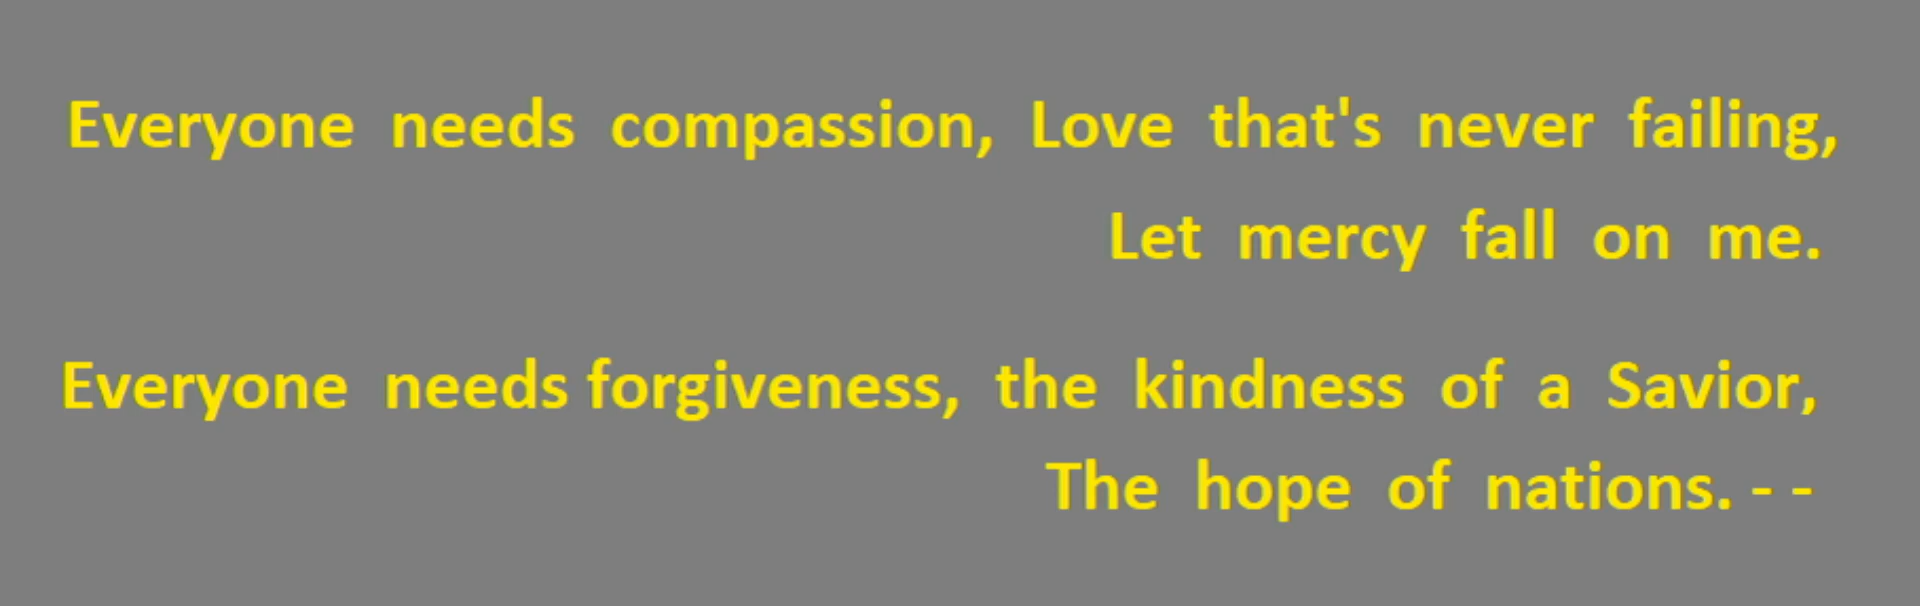 Everyone needs compassion, Love that's never failing,
Let mercy fall on me.
Everyone needs forgiveness, the kindness of a Savior,
The hope of nations. - -